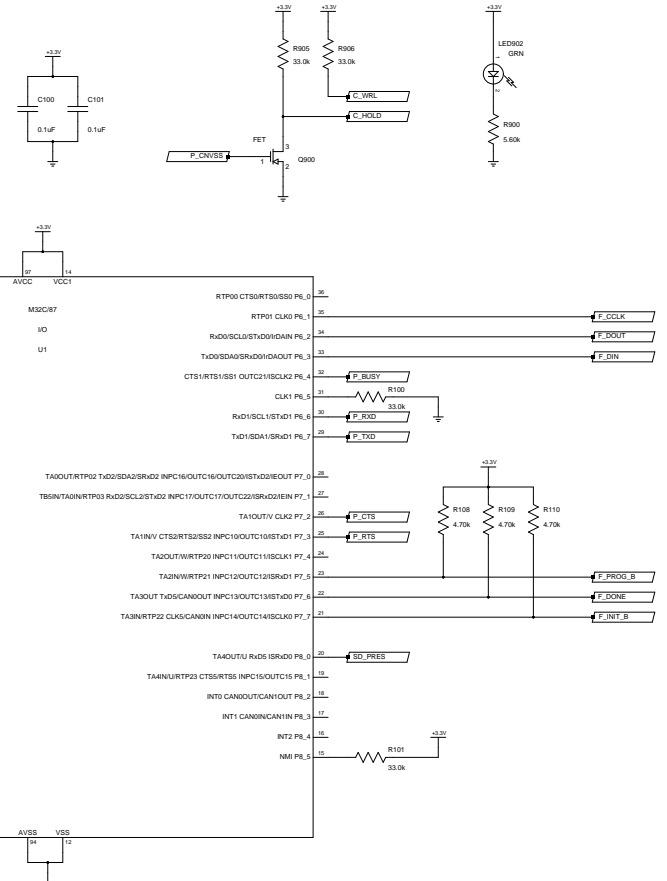 +3.3V
+3.3V
+3.3V
R905
33.0k
R906
33.0k
LED902
GRN
1
2
+3.3V
C100
0.1uF
C101
0.1uF
C_WRL
C_HOLD
R900
5.60k
FET
P_CNVSS
1
3
2
Q900
+3.3V
97
14
AVCC
VCC1
M32C/87
I/O
U1
RTP00 CTS0/RTS0/SS0 P6_0 36
RTP01 CLK0 P6_1 35 F_CCLK
RxD0/SCL0/STxD0/IrDAIN P6_2 34 F_DOUT
TxD0/SDA0/SRxD0/IrDAOUT P6_3 33 F_DIN
CTS1/RTS1/SS1 OUTC21/ISCLK2 P6_4 32 P_BUSY
CLK1 P6_5 31 R100
33.0k
RxD1/SCL1/STxD1 P6_6 30 P_RXD
TxD1/SDA1/SRxD1 P6_7 29 P_TXD
+3.3V
TA0OUT/RTP02 TxD2/SDA2/SRxD2 INPC16/OUTC16/OUTC20/ISTxD2/IEOUT P7_0 28
TB5IN/TA0IN/RTP03 RxD2/SCL2/STxD2 INPC17/OUTC17/OUTC22/ISRxD2/IEIN P7_1 27
R108
4.70k
R109
4.70k
R110
4.70k
TA1OUT/V CLK2 P7_2 26 P_CTS
TA1IN/V CTS2/RTS2/SS2 INPC10/OUTC10/ISTxD1 P7_3 25 P_RTS
TA2OUT/W/RTP20 INPC11/OUTC11/ISCLK1 P7_4 24
TA2IN/W/RTP21 INPC12/OUTC12/ISRxD1 P7_5 23 F_PROG_B
TA3OUT TxD5/CAN0OUT INPC13/OUTC13/ISTxD0 P7_6 22 F_DONE
TA3IN/RTP22 CLK5/CAN0IN INPC14/OUTC14/ISCLK0 P7_7 21 F_INIT_B
TA4OUT/U RxD5 ISRxD0 P8_0 20 SD_PRES
TA4IN/U/RTP23 CTS5/RTS5 INPC15/OUTC15 P8_1 19
INT0 CAN0OUT/CAN1OUT P8_2 18
INT1 CAN0IN/CAN1IN P8_3 17
INT2 P8_4 16
+3.3V
NMI P8_5 15 R101
33.0k
AVSS
VSS
94
12